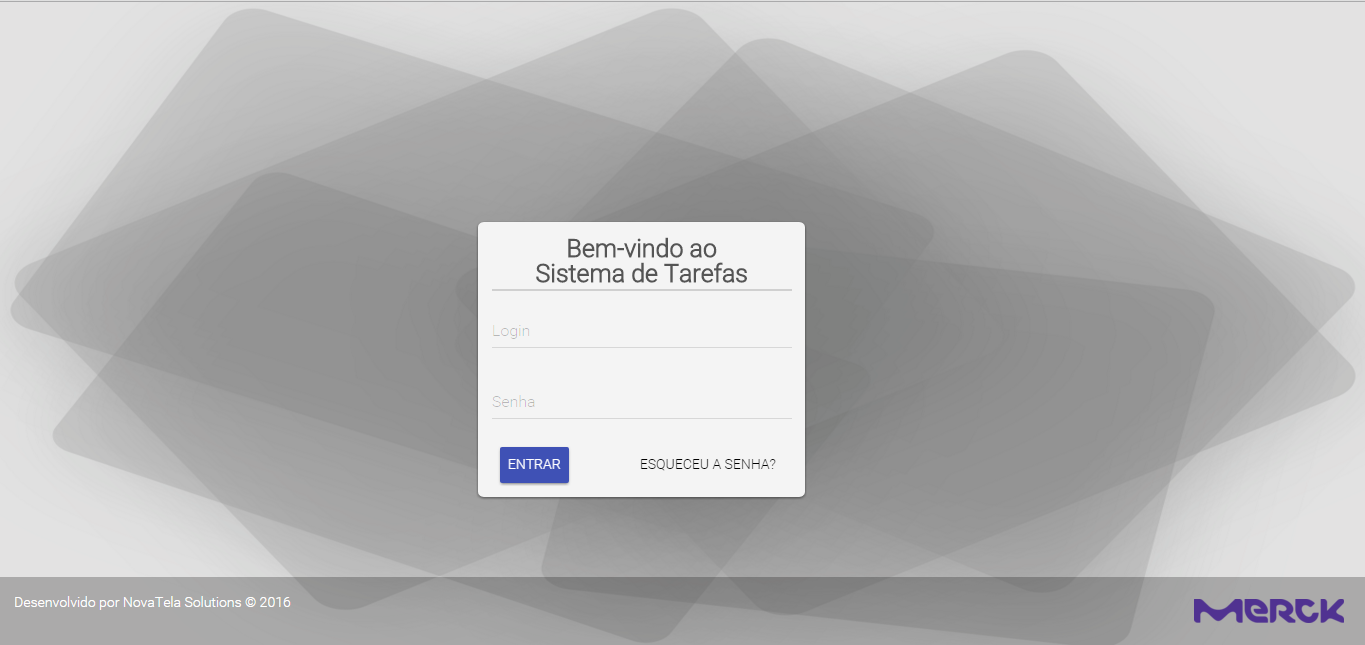 Bem-vindo ao
Sistema de Tarefas
Login
Senha
ENTRAR
ESQUECEU A SENHA?
Desenvolvido por NovaTela Solutions © 2016
MERCK